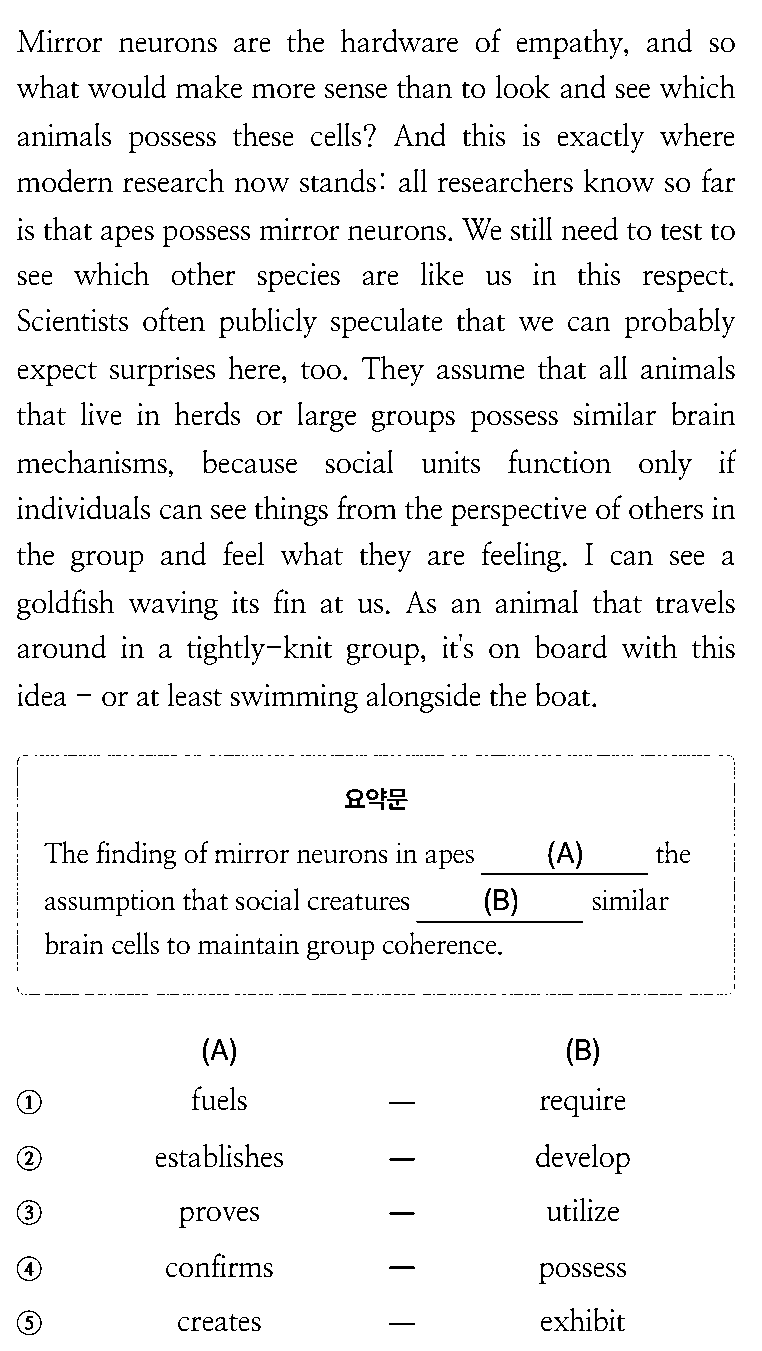 Mirror neurons are the hardware of empathy, and so
what would make more sense than to look and see which
animals possess these cells? And this is exactly where
modern research now stands: all researchers know so far
is that apes possess mirror neurons. We still need to test to
see which other species are like us in this respect.
Scientists often publicly speculate that we can probably
expect surprises here, too. They assume that all animals
that live in herds or large groups possess similar brain
mechanisms, because social units function only if
individuals can see things from the perspective of others in
the group and feel what they are feeling. I can see a
goldfish waving its fin at us. As an animal that travels
around in a tightly-knit group, it's on board with this
idea - or at least swimming alongside the boat.
요약문
The finding of mirror neurons in apes (A) the
assumption that social creatures (B) similar
brain cells to maintain group coherence.
(A) (B)
① fuels — require
② establishes — develop
③ proves — utilize
④ confirms — possess
⑤ creates — exhibit